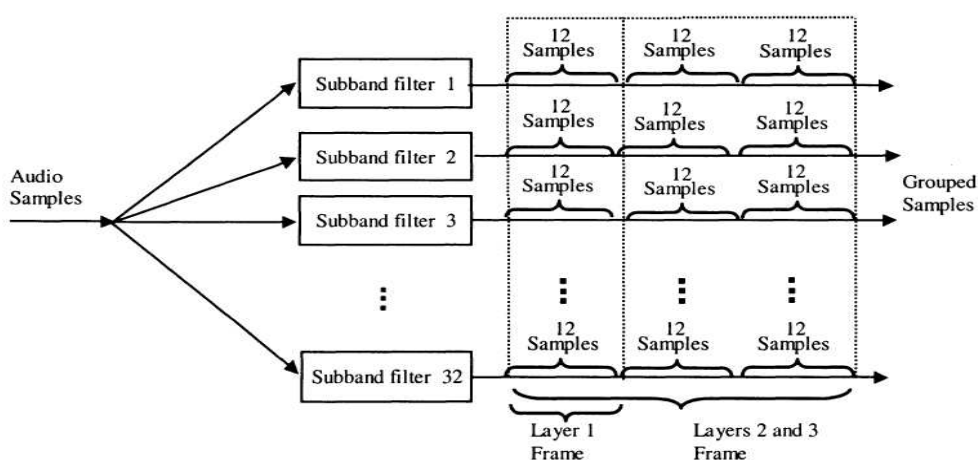 12
Samples
12
Samples
12
Samples
Subband filter 1
12
Samples
12
Samples
12
Samples
Subband filter 2
Audio
Samples
12
Samples
12
Samples
12
Samples
Subband filter 3
Grouped
Samples
12
Samples
12
Samples
12
Samples
Subband filter 32
Layer 1
Frame
Layers 2 and 3
Frame